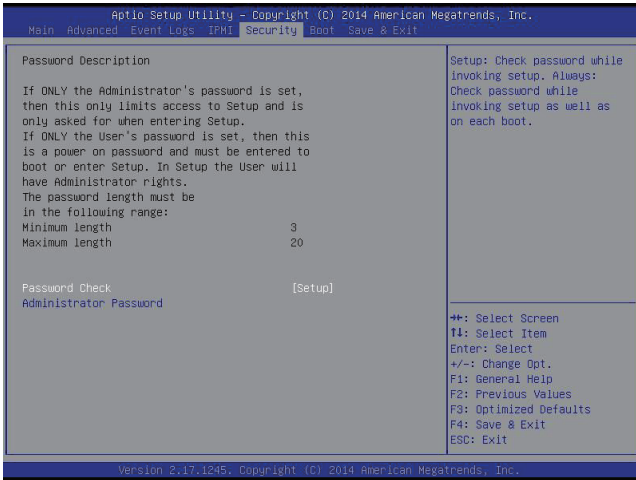 Aptio Setup Utility – Copyright (C) 2014 American Megatrends, Inc.
Main Advanced Event Logs IPMI Security Boot Save & Exit
Password Description
If ONLY the Administrator's password is set,
then this only limits access to Setup and is
only asked for when entering Setup.
If ONLY the User's password is set, then this
is a power on password and must be entered to
boot or enter Setup. In Setup the User will
have Administrator rights.
The password length must be
in the following range:
Minimum length 3
Maximum length 20
Password Check [Setup]
Administrator Password
Setup: Check password while
invoking setup. Always:
Check password while
invoking setup as well as
on each boot.
→←: Select Screen
↑↓: Select Item
Enter: Select
+/-: Change Opt.
F1: General Help
F2: Previous Values
F3: Optimized Defaults
F4: Save & Exit
ESC: Exit
Version 2.17.1245. Copyright (C) 2014 American Megatrends, Inc.